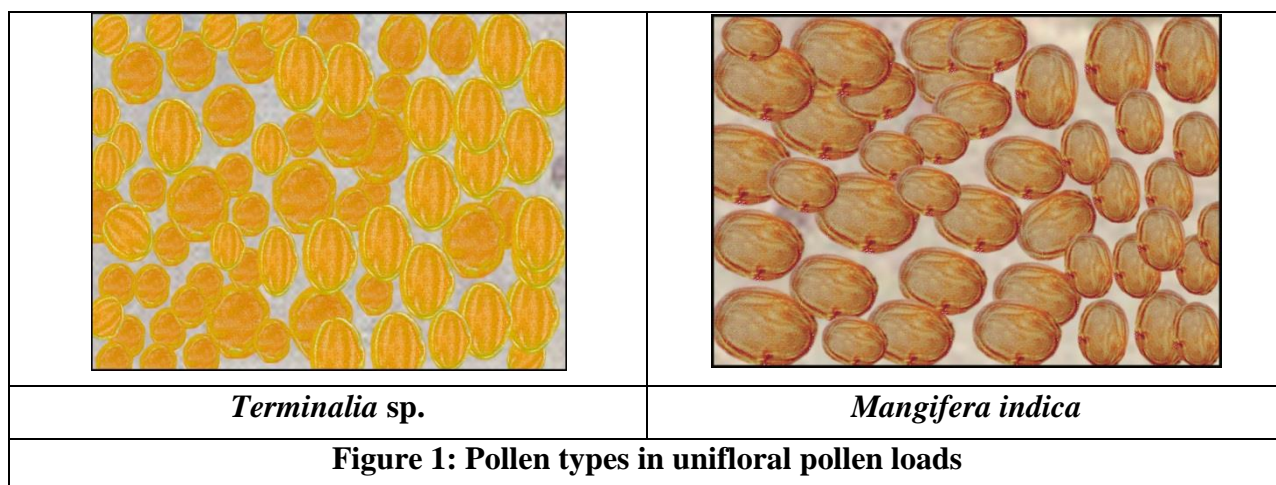 Terminalia sp.
Mangifera indica
Figure 1: Pollen types in unifloral pollen loads